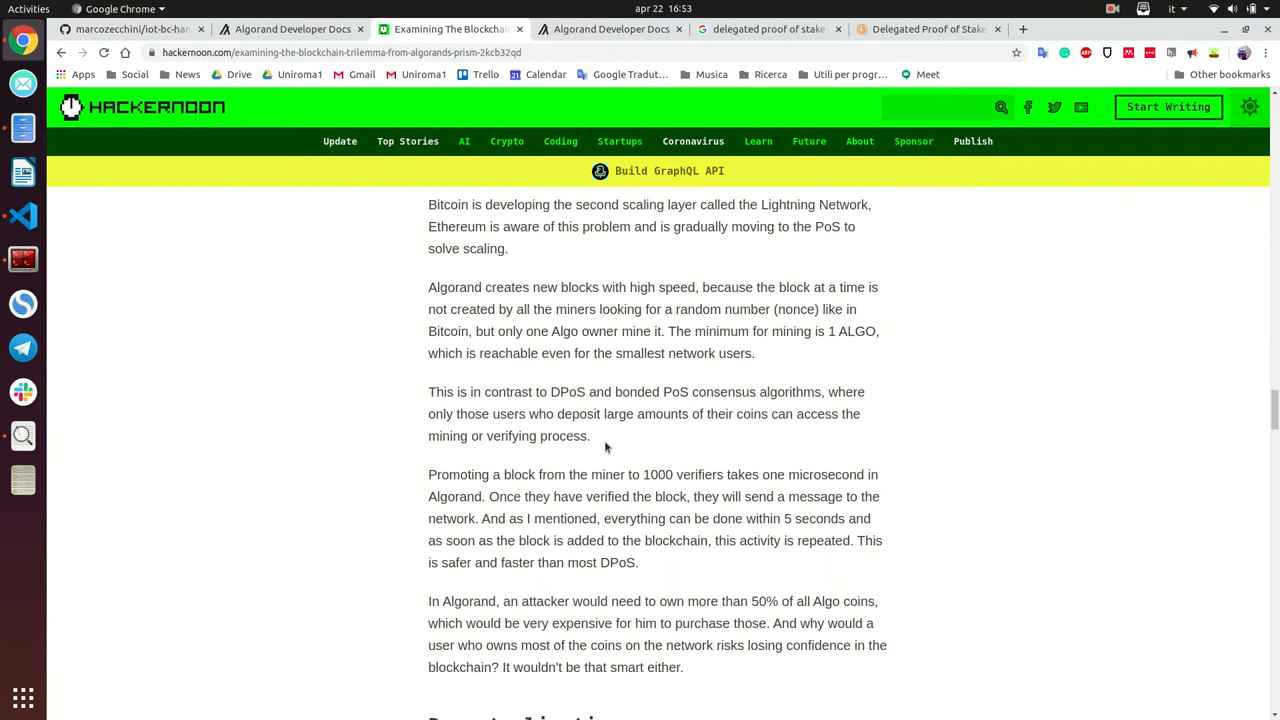 Activities
Google Chrome
apr 22 16:53
it
marcozecchini/iot-bc-han
Algorand Developer Docs
Examining The Blockchain
Algorand Developer Docs
delegated proof of stake
Delegated Proof of Stake
hackernoon.com/examining-the-blockchain-trilemma-from-algorands-prism-2kcb32qd
Apps
Social
News
Drive
Uniroma1
Gmail
Uniroma1
Trello
Calendar
Google Tradut…
Musica
Ricerca
Utili per progr…
Meet
Other bookmarks
HACKERNOON
Start Writing
Update Top Stories AI Crypto Coding Startups Coronavirus Learn Future About Sponsor Publish
Build GraphQL API
Bitcoin is developing the second scaling layer called the Lightning Network,
Ethereum is aware of this problem and is gradually moving to the PoS to
solve scaling.
Algorand creates new blocks with high speed, because the block at a time is
not created by all the miners looking for a random number (nonce) like in
Bitcoin, but only one Algo owner mine it. The minimum for mining is 1 ALGO,
which is reachable even for the smallest network users.
This is in contrast to DPoS and bonded PoS consensus algorithms, where
only those users who deposit large amounts of their coins can access the
mining or verifying process.
Promoting a block from the miner to 1000 verifiers takes one microsecond in
Algorand. Once they have verified the block, they will send a message to the
network. And as I mentioned, everything can be done within 5 seconds and
as soon as the block is added to the blockchain, this activity is repeated. This
is safer and faster than most DPoS.
In Algorand, an attacker would need to own more than 50% of all Algo coins,
which would be very expensive for him to purchase those. And why would a
user who owns most of the coins on the network risks losing confidence in the
blockchain? It wouldn't be that smart either.